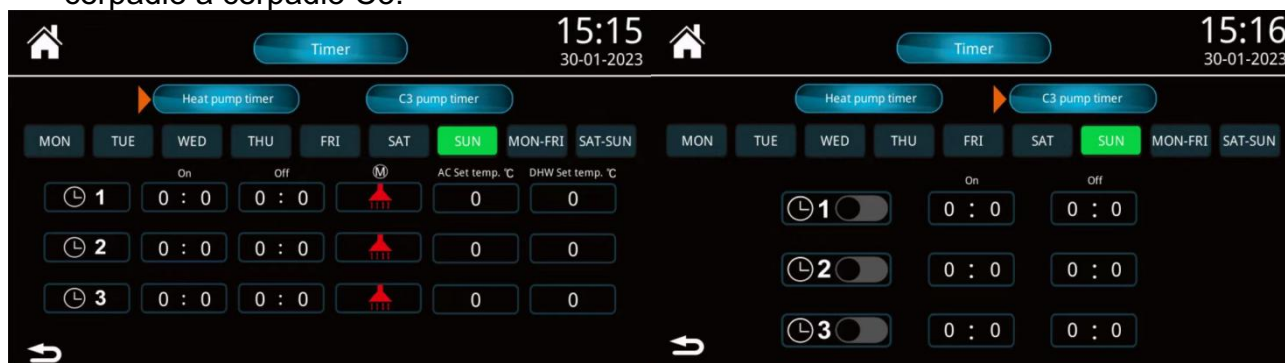 čerpadlo a čerpadlo C3.
Timer
15:15
30-01-2023
Heat pump timer
C3 pump timer
MON TUE WED THU FRI SAT SUN MON-FRI SAT-SUN
On Off M AC Set temp. ℃ DHW Set temp. ℃
1 0 : 0 0 : 0 0 0
2 0 : 0 0 : 0 0 0
3 0 : 0 0 : 0 0 0
Timer
15:16
30-01-2023
Heat pump timer
C3 pump timer
MON TUE WED THU FRI SAT SUN MON-FRI SAT-SUN
On Off
1 0 : 0 0 : 0
2 0 : 0 0 : 0
3 0 : 0 0 : 0